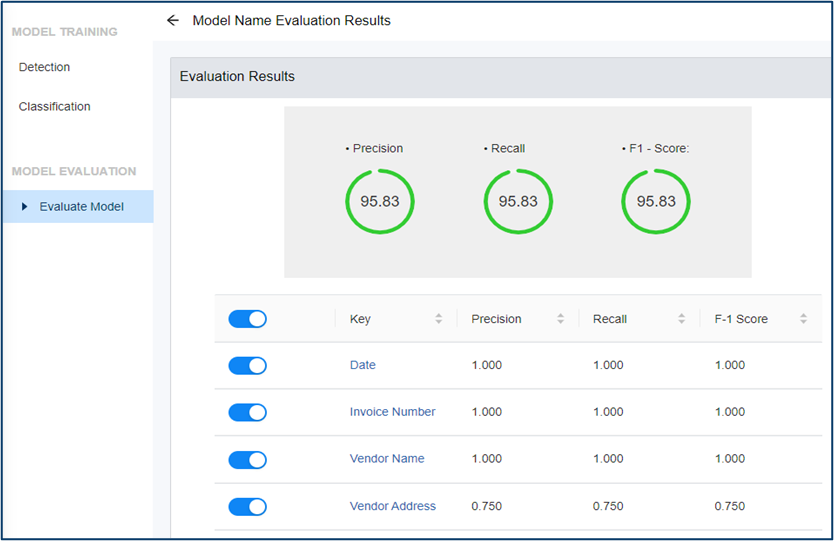 MODEL TRAINING
Detection
Classification
MODEL EVALUATION
Evaluate Model
Model Name Evaluation Results
Evaluation Results
• Precision
• Recall
• F1 - Score:
95.83
95.83
95.83
Key Precision Recall F-1 Score
Date 1.000 1.000 1.000
Invoice Number 1.000 1.000 1.000
Vendor Name 1.000 1.000 1.000
Vendor Address 0.750 0.750 0.750